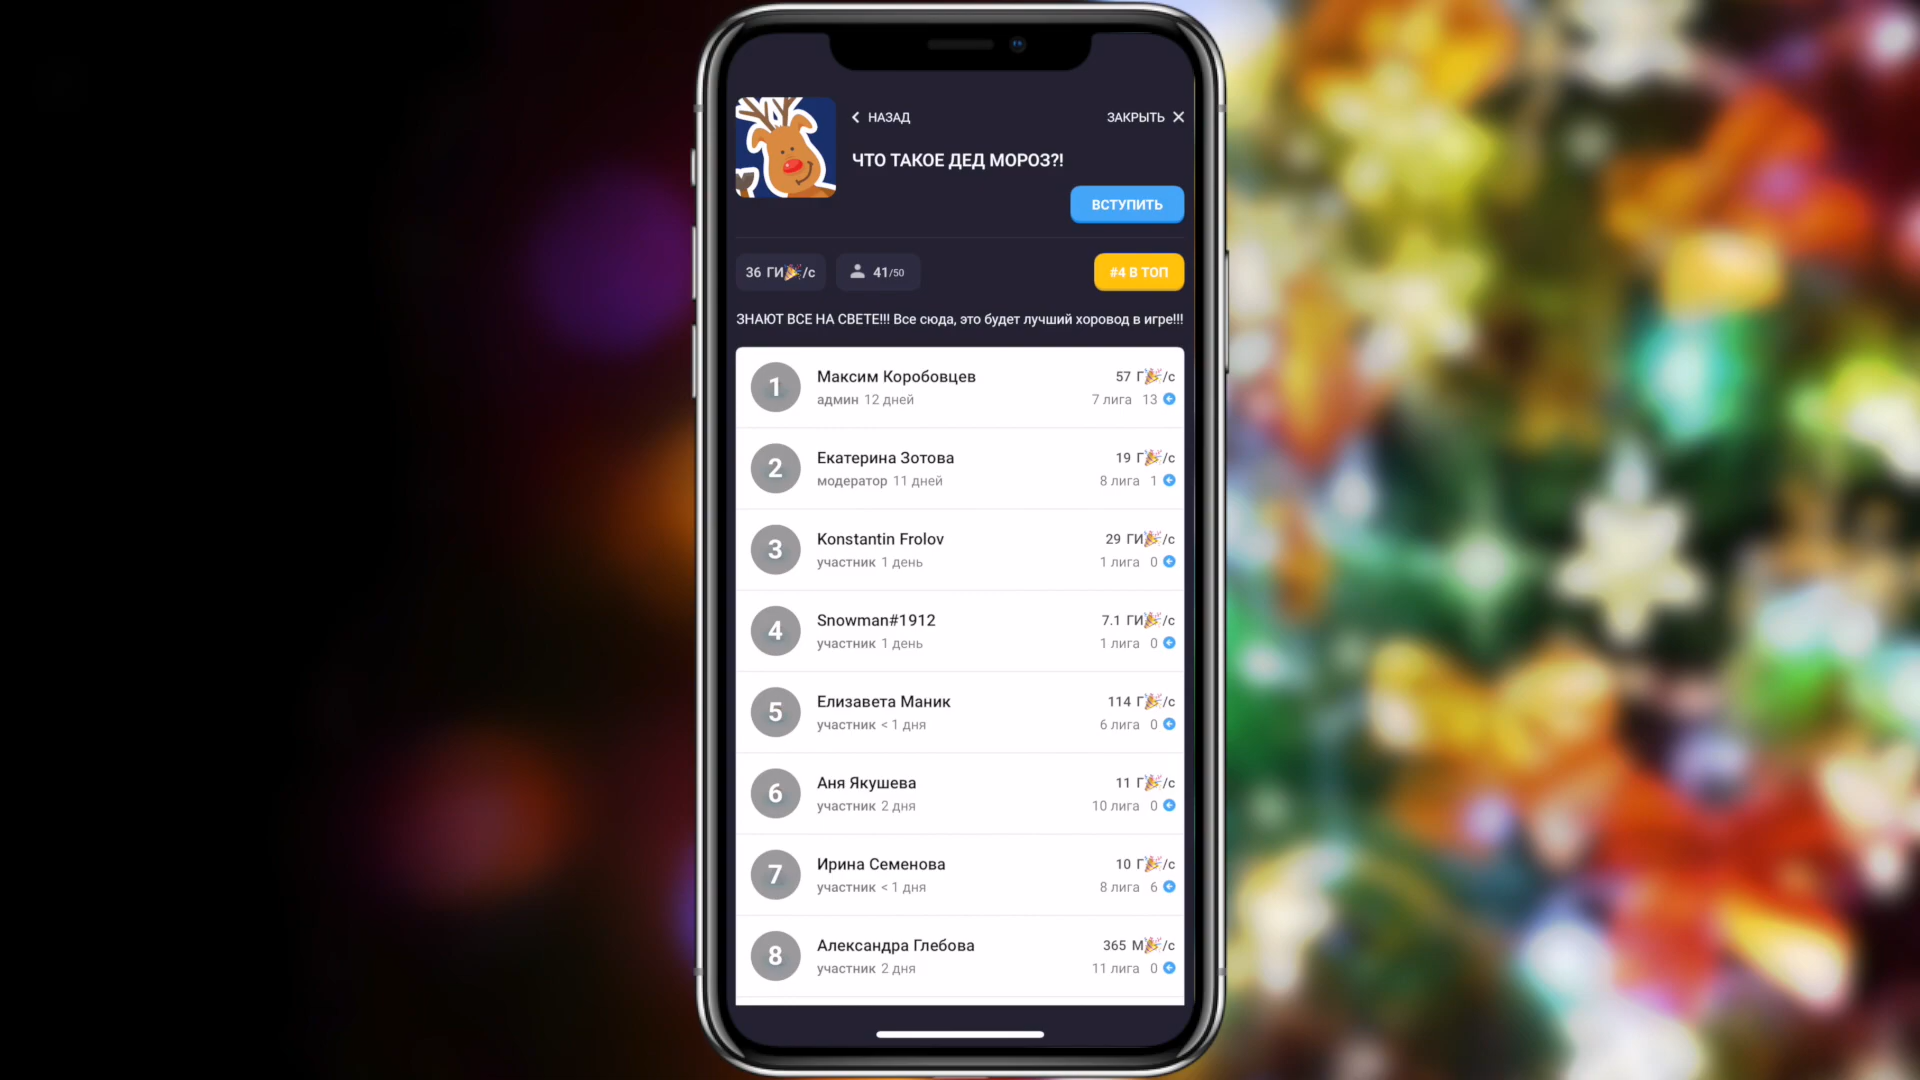 НАЗАД
ЗАКРЫТЬ
ЧТО ТАКОЕ ДЕД МОРОЗ?!
ВСТУПИТЬ
36 ГИ🎉/с
41/50
#4 В ТОП
ЗНАЮТ ВСЕ НА СВЕТЕ!!! Все сюда, это будет лучший хоровод в игре!!!
1 Максим Коробовцев 57 Г🎉/с
админ 12 дней 7 лига 13
2 Екатерина Зотова 19 Г🎉/с
модератор 11 дней 8 лига 1
3 Konstantin Frolov 29 ГИ🎉/с
участник 1 день 1 лига 0
4 Snowman#1912 7.1 ГИ🎉/с
участник 1 день 1 лига 0
5 Елизавета Маник 114 Г🎉/с
участник < 1 дня 6 лига 0
6 Аня Якушева 11 Г🎉/с
участник 2 дня 10 лига 0
7 Ирина Семенова 10 Г🎉/с
участник < 1 дня 8 лига 6
8 Александра Глебова 365 М🎉/с
участник 2 дня 11 лига 0